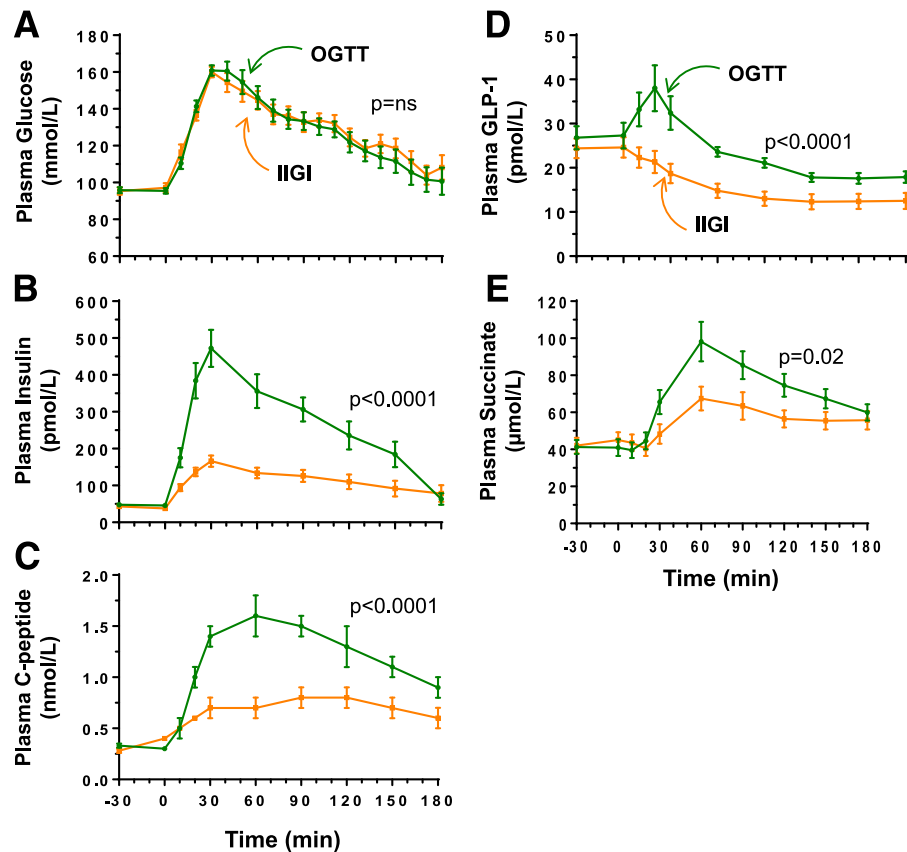 A
Plasma Glucose
(mmol/L)
180
160
140
120
100
80
60
OGTT
IIGI
p=ns
B
Plasma Insulin
(pmol/L)
600
500
400
300
200
100
0
p<0.0001
C
Plasma C-peptide
(nmol/L)
2.0
1.5
1.0
0.5
0.0
p<0.0001
-30 0 30 60 90 120 150 180
Time (min)
D
Plasma GLP-1
(pmol/L)
50
40
30
20
10
0
OGTT
IIGI
p<0.0001
E
Plasma Succinate
(µmol/L)
120
100
80
60
40
20
0
p=0.02
-30 0 30 60 90 120 150 180
Time (min)